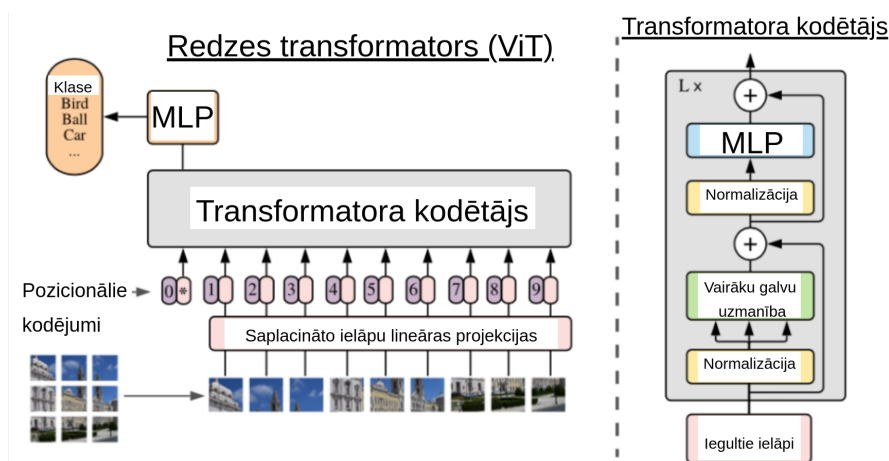 Redzes transformators (ViT)
Klase
Bird
Ball
Car
...
MLP
Transformatora kodētājs
Pozicionālie
kodējumi
0 * 1 2 3 4 5 6 7 8 9
Saplacināto ielāpu lineāras projekcijas
Transformatora kodētājs
L x
+
MLP
Normalizācija
+
Vairāku galvu
uzmanība
Normalizācija
Iegultie ielāpi